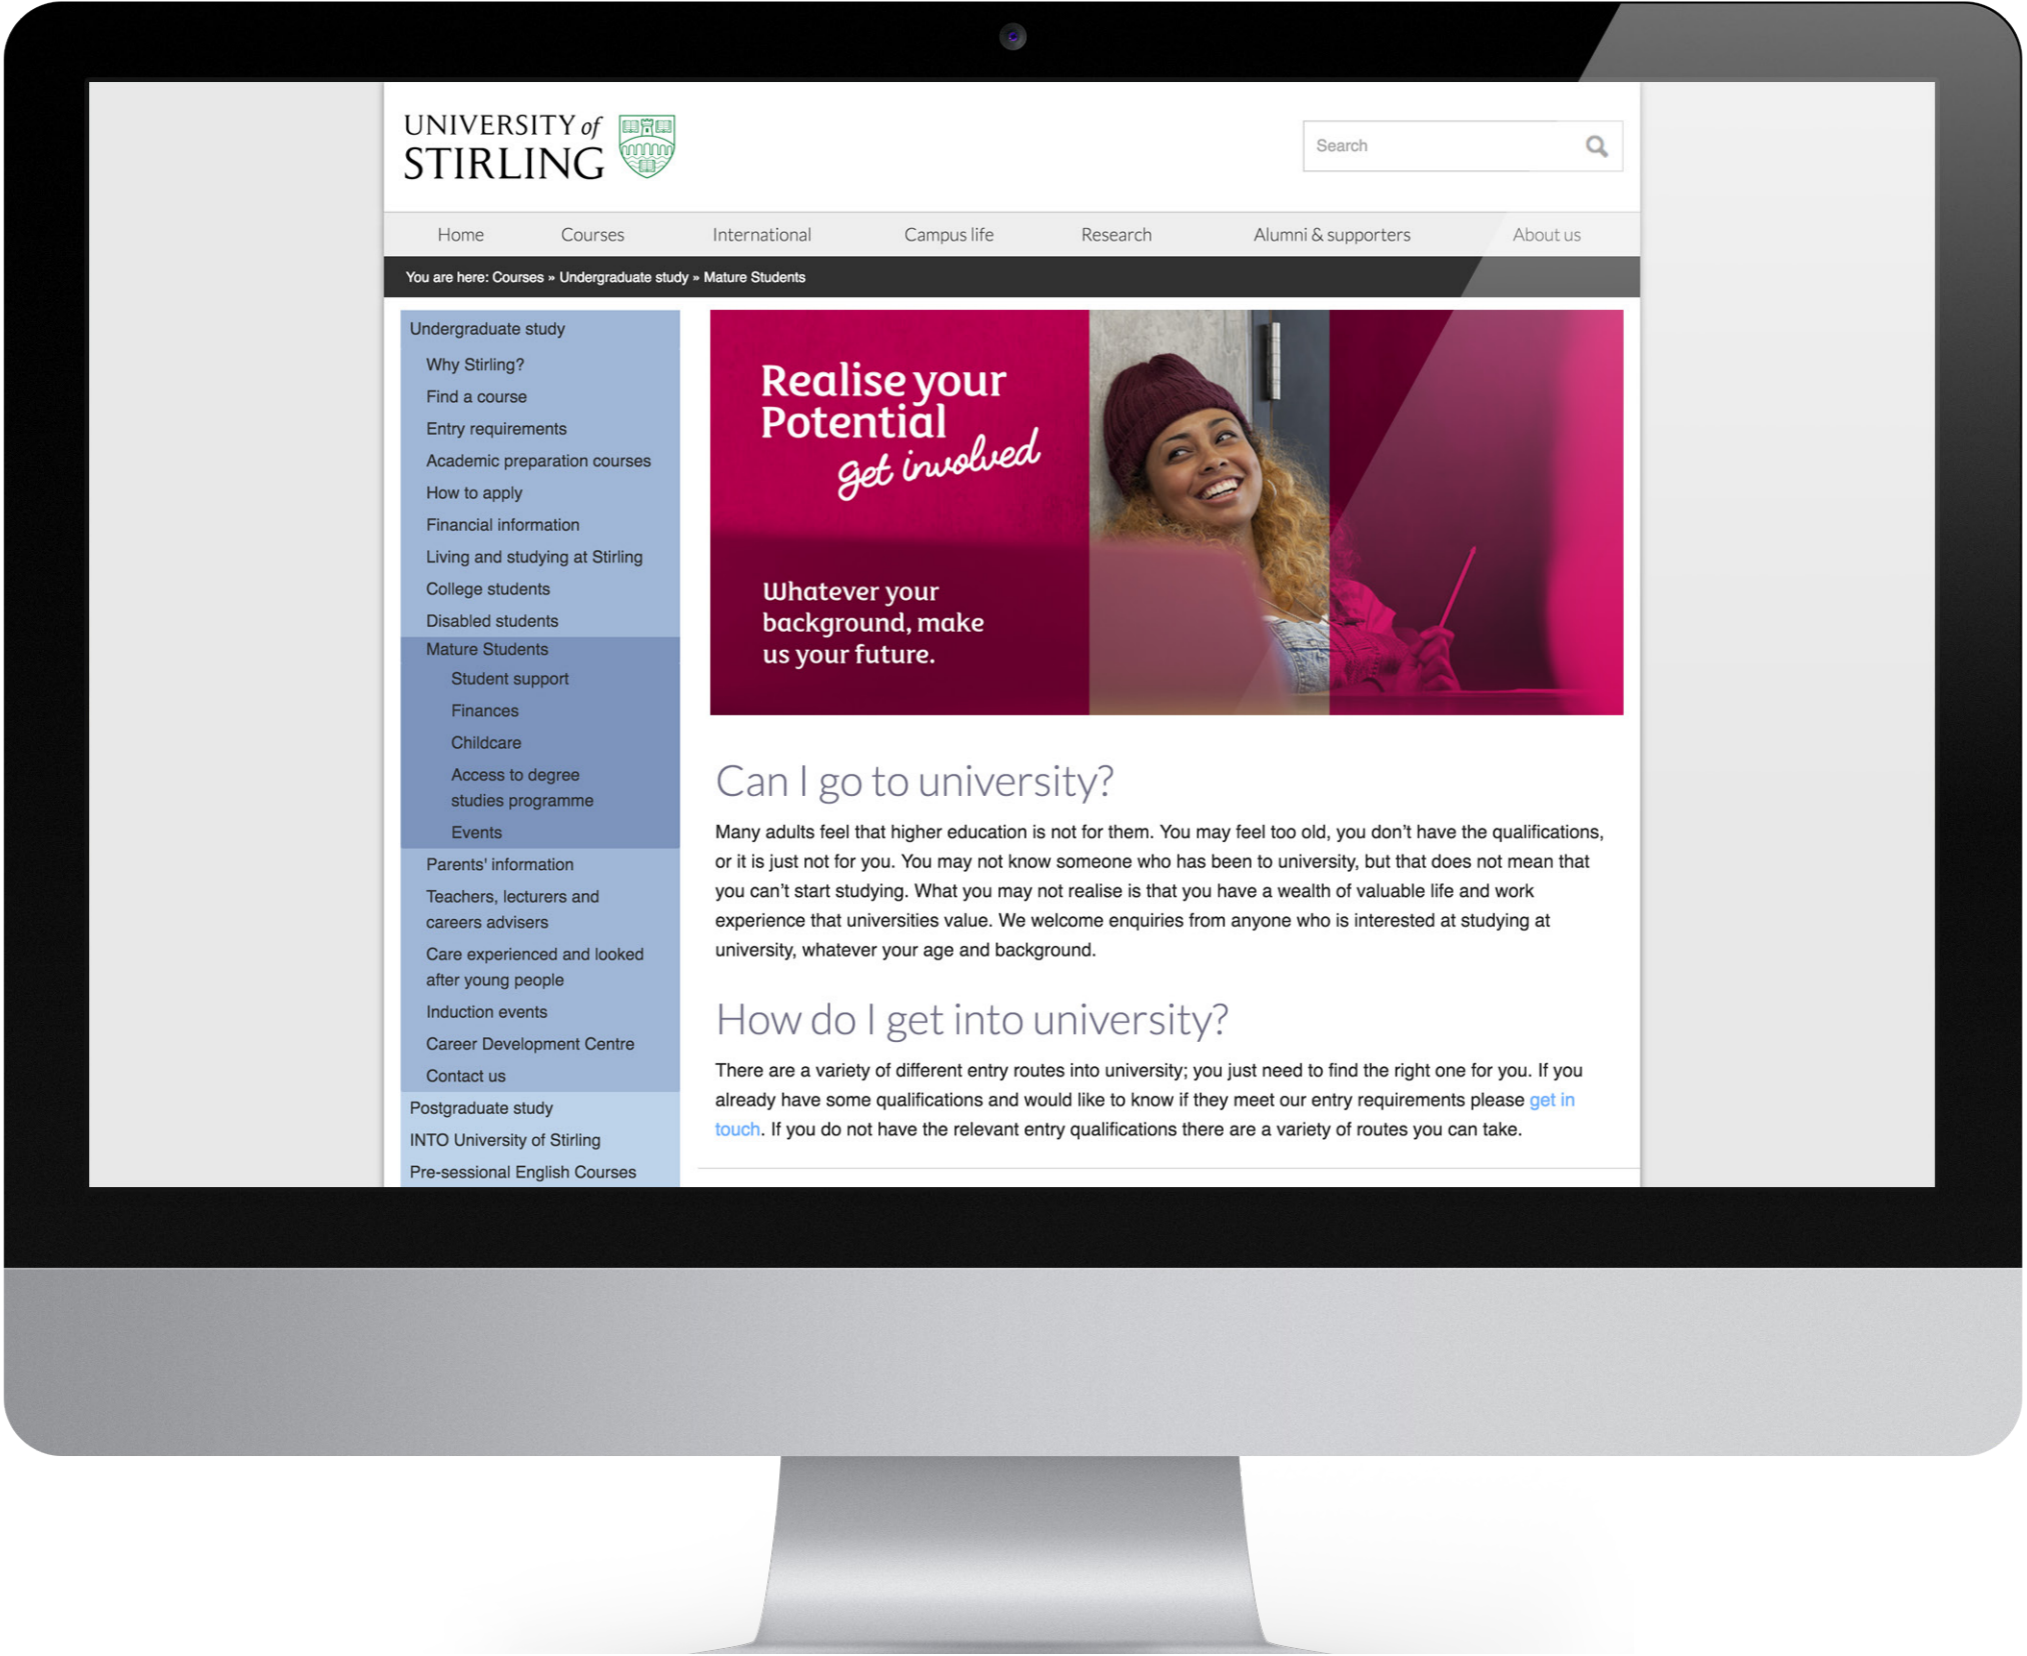 UNIVERSITY of
STIRLING
Search
Home
Courses
International
Campus life
Research
Alumni & supporters
About us
You are here: Courses » Undergraduate study » Mature Students
Undergraduate study
Why Stirling?
Find a course
Entry requirements
Academic preparation courses
How to apply
Financial information
Living and studying at Stirling
College students
Disabled students
Mature Students
Student support
Finances
Childcare
Access to degree
studies programme
Events
Parents' information
Teachers, lecturers and
careers advisers
Care experienced and looked
after young people
Induction events
Career Development Centre
Contact us
Postgraduate study
INTO University of Stirling
Pre-sessional English Courses
Realise your
Potential
get involved
Whatever your
background, make
us your future.
Can I go to university?
Many adults feel that higher education is not for them. You may feel too old, you don't have the qualifications,
or it is just not for you. You may not know someone who has been to university, but that does not mean that
you can't start studying. What you may not realise is that you have a wealth of valuable life and work
experience that universities value. We welcome enquiries from anyone who is interested at studying at
university, whatever your age and background.
How do I get into university?
There are a variety of different entry routes into university; you just need to find the right one for you. If you
already have some qualifications and would like to know if they meet our entry requirements please get in
touch. If you do not have the relevant entry qualifications there are a variety of routes you can take.